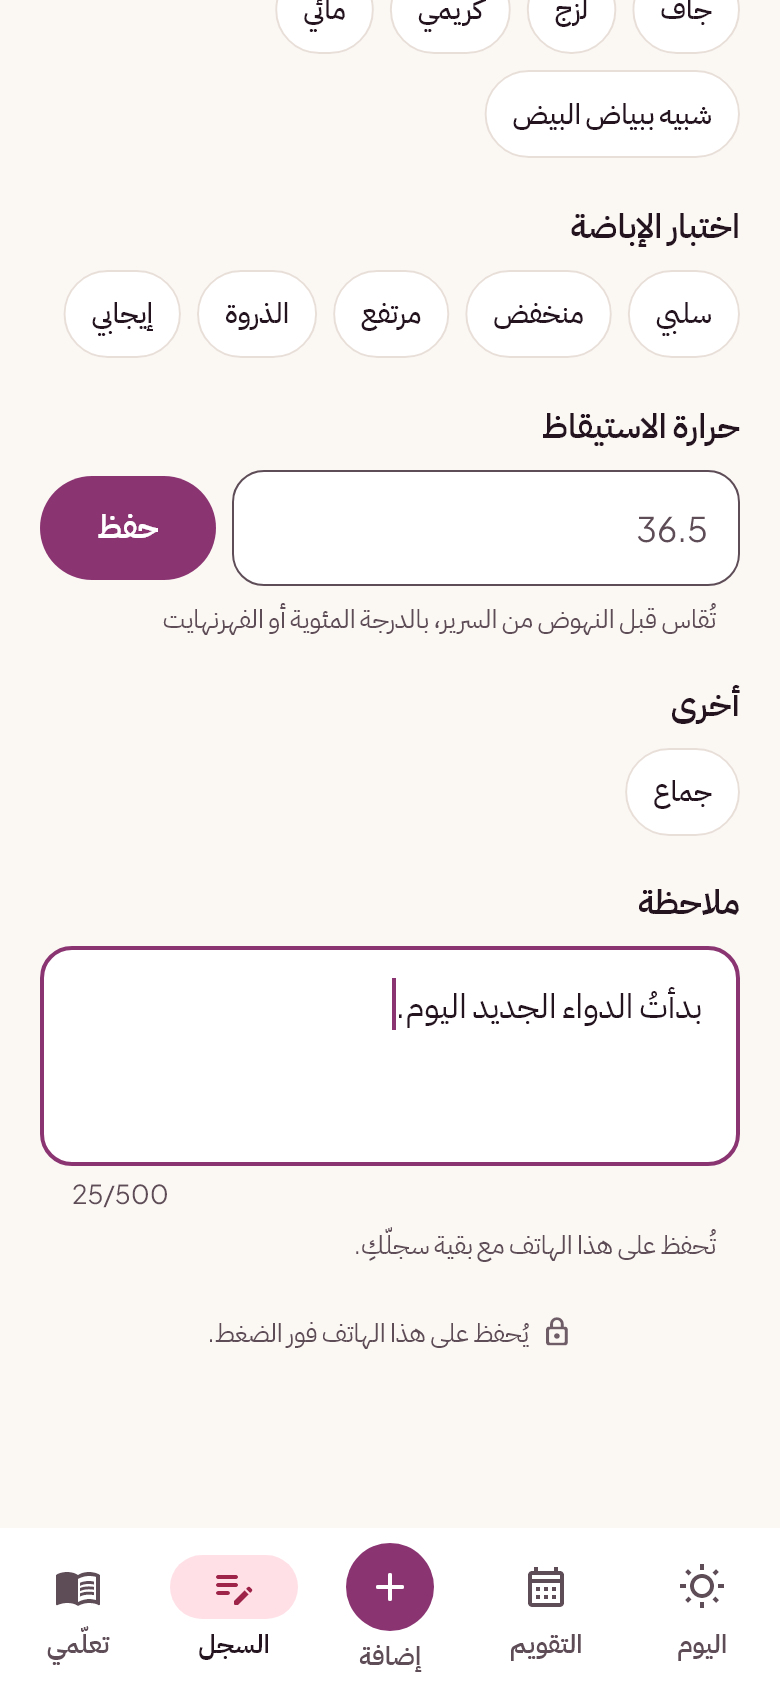 جاف لزج كريمي مائي
شبيه ببياض البيض
اختبار الإباضة
سلبي منخفض مرتفع الذروة إيجابي
حرارة الاستيقاظ
36.5 حفظ
تُقاس قبل النهوض من السرير، بالدرجة المئوية أو الفهرنهايت
أخرى
جماع
ملاحظة
بدأتُ الدواء الجديد اليوم.
25/500
تُحفظ على هذا الهاتف مع بقية سجلّكِ.
يُحفظ على هذا الهاتف فور الضغط.
اليوم التقويم إضافة السجل تعلّمي